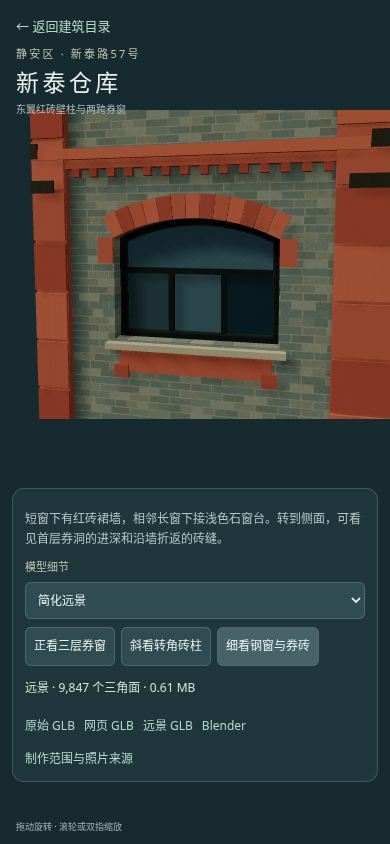 ← 返回建筑目录
静安区 · 新泰路57号
新泰仓库
东翼红砖壁柱与两跨券窗
短窗下有红砖裙墙，相邻长窗下接浅色石窗台。转到侧面，可看
见首层券洞的进深和沿墙折返的砖缝。
模型细节
简化远景
正看三层券窗 斜看转角砖柱 细看钢窗与券砖
远景 · 9,847 个三角面 · 0.61 MB
原始 GLB 网页 GLB 远景 GLB Blender
制作范围与照片来源
拖动旋转 · 滚轮或双指缩放